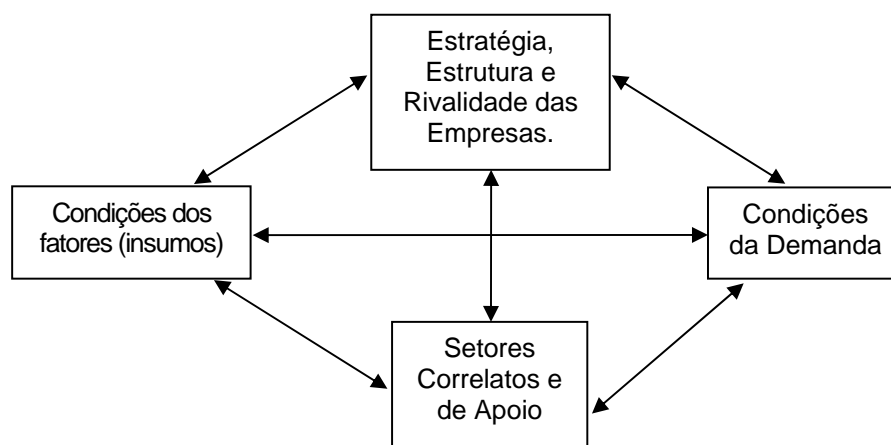 Estratégia,
Estrutura e
Rivalidade das
Empresas.
Condições dos
fatores (insumos)
Condições
da Demanda
Setores
Correlatos e
de Apoio